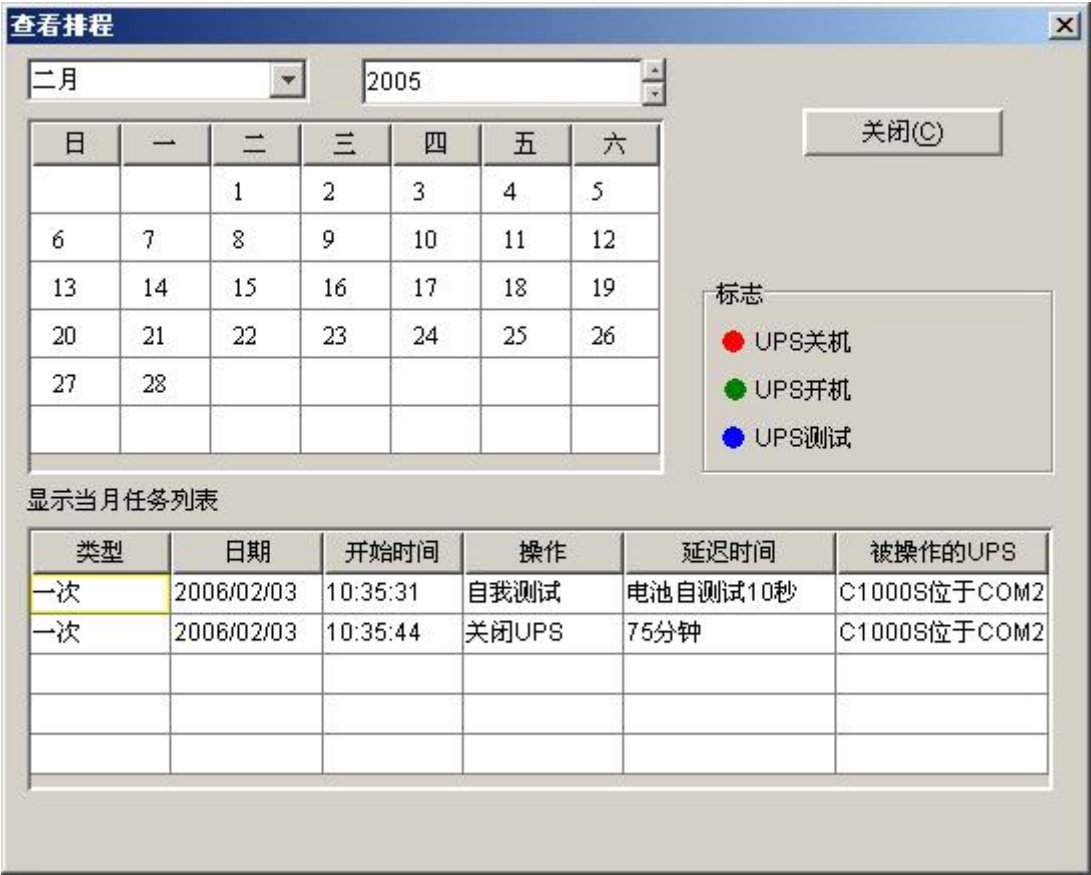 查看排程
二月 2005
关闭(C)
日 一 二 三 四 五 六
1 2 3 4 5
6 7 8 9 10 11 12
13 14 15 16 17 18 19
20 21 22 23 24 25 26
27 28
标志
UPS关机
UPS开机
UPS测试
显示当月任务列表
类型 日期 开始时间 操作 延迟时间 被操作的UPS
一次 2006/02/03 10:35:31 自我测试 电池自测试10秒 C1000S位于COM2
一次 2006/02/03 10:35:44 关闭UPS 75分钟 C1000S位于COM2